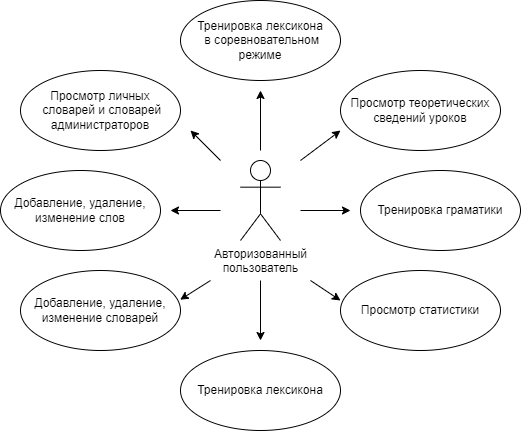 Тренировка лексикона
в соревновательном
режиме
Просмотр личных
словарей и словарей
администраторов
Просмотр теоретических
сведений уроков
Добавление, удаление,
изменение слов
Тренировка граматики
Авторизованный
пользователь
Добавление, удаление,
изменение словарей
Просмотр статистики
Тренировка лексикона